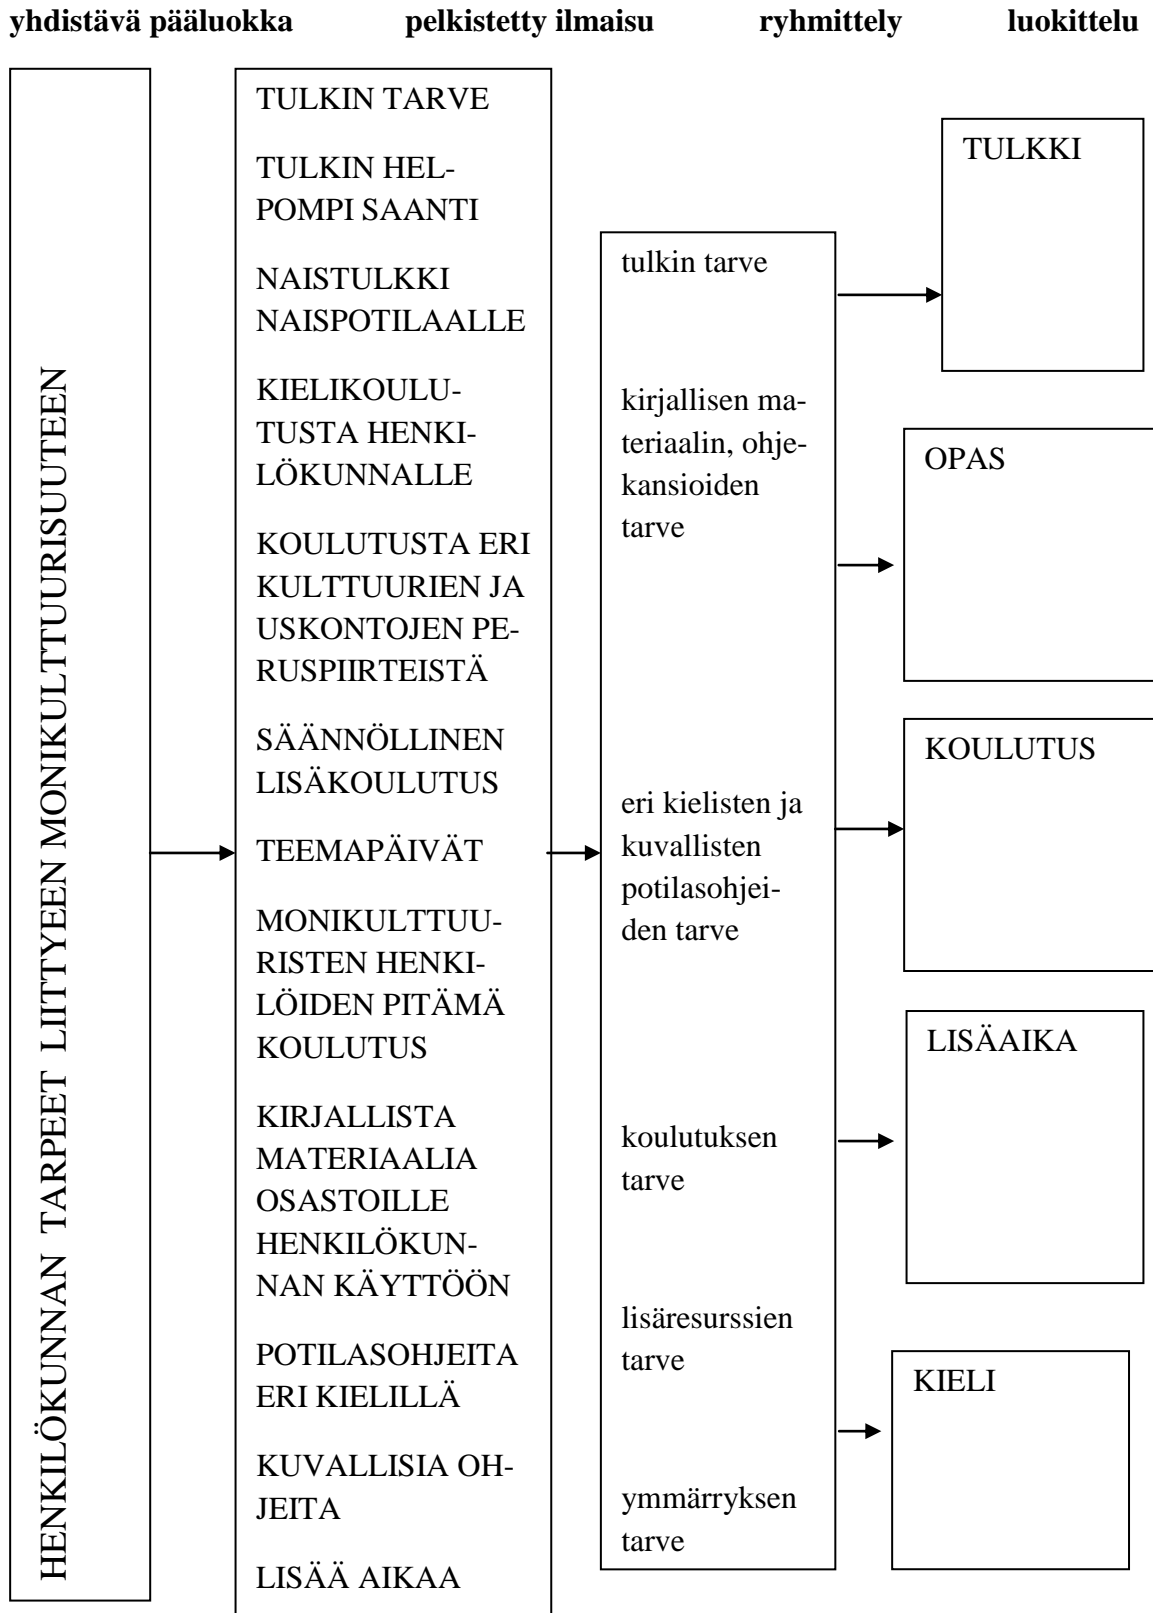 yhdistävä pääluokka pelkistetty ilmaisu ryhmittely luokittelu
HENKILÖKUNNAN TARPEET LIITTYEN MONIKULTTUURISUUTEEN
TULKIN TARVE
TULKIN HEL-
POMPI SAANTI
NAISTULKKI
NAISPOTILAALLE
KIELIKOULU-
TUSTA HENKI-
LÖKUNNALLE
KOULUTUSTA ERI
KULTTUURIEN JA
USKONTOJEN PE-
RUSPIIRTEISTÄ
SÄÄNNÖLLINEN
LISÄKOULUTUS
TEEMAPÄIVÄT
MONIKULTTUU-
RISTEN HENKI-
LÖIDEN PITÄMÄ
KOULUTUS
KIRJALLISTA
MATERIAALIA
OSASTOILLE
HENKILÖKUN-
NAN KÄYTTÖÖN
POTILASOHJEITA
ERI KIELILLÄ
KUVALLISIA OH-
JEITA
LISÄÄ AIKAA
tulkin tarve
kirjallisen ma-
teriaalin, ohje-
kansioiden
tarve
eri kielisten ja
kuvallisten
potilasohjei-
den tarve
koulutuksen
tarve
lisäresurssien
tarve
ymmärryksen
tarve
TULKKI
OPAS
KOULUTUS
LISÄAIKA
KIELI